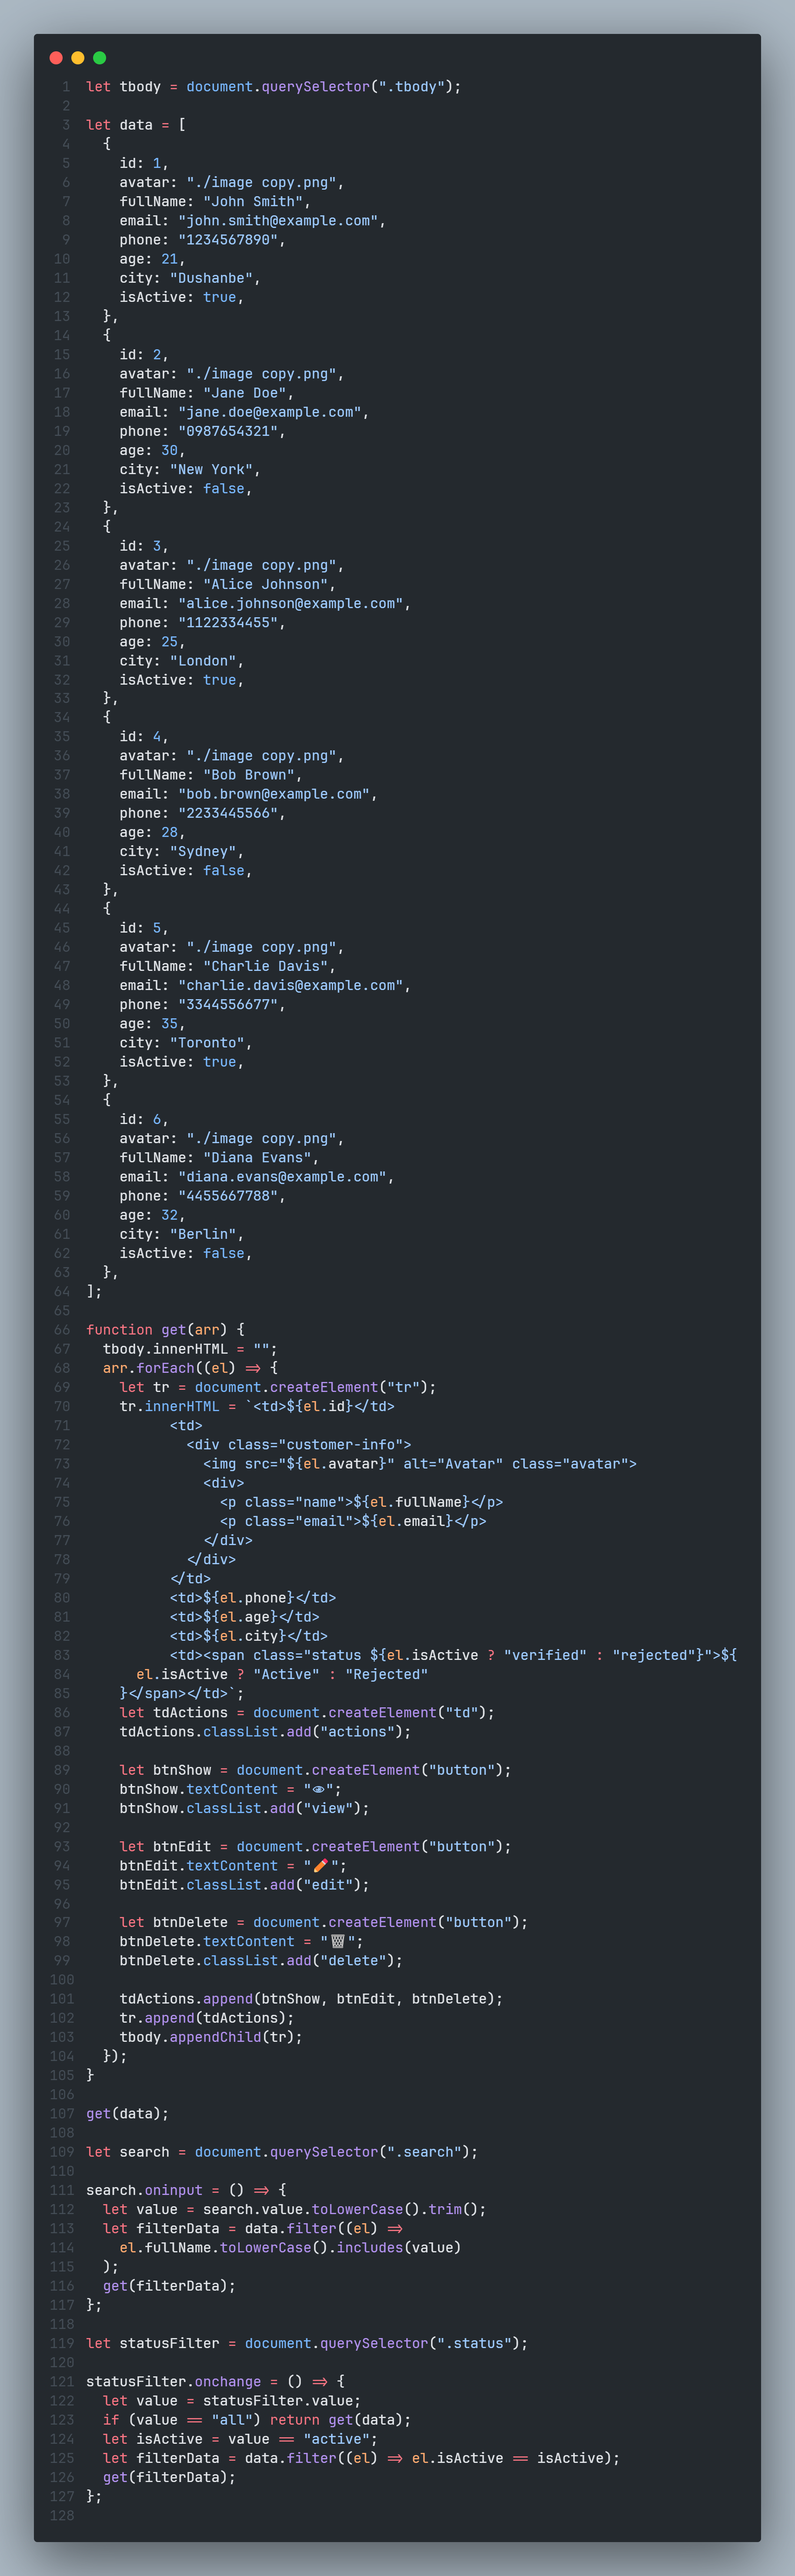 1 let tbody = document.querySelector(".tbody");
2
3 let data = [
4   {
5     id: 1,
6     avatar: "./image copy.png",
7     fullName: "John Smith",
8     email: "john.smith@example.com",
9     phone: "1234567890",
10     age: 21,
11     city: "Dushanbe",
12     isActive: true,
13   },
14   {
15     id: 2,
16     avatar: "./image copy.png",
17     fullName: "Jane Doe",
18     email: "jane.doe@example.com",
19     phone: "0987654321",
20     age: 30,
21     city: "New York",
22     isActive: false,
23   },
24   {
25     id: 3,
26     avatar: "./image copy.png",
27     fullName: "Alice Johnson",
28     email: "alice.johnson@example.com",
29     phone: "1122334455",
30     age: 25,
31     city: "London",
32     isActive: true,
33   },
34   {
35     id: 4,
36     avatar: "./image copy.png",
37     fullName: "Bob Brown",
38     email: "bob.brown@example.com",
39     phone: "2233445566",
40     age: 28,
41     city: "Sydney",
42     isActive: false,
43   },
44   {
45     id: 5,
46     avatar: "./image copy.png",
47     fullName: "Charlie Davis",
48     email: "charlie.davis@example.com",
49     phone: "3344556677",
50     age: 35,
51     city: "Toronto",
52     isActive: true,
53   },
54   {
55     id: 6,
56     avatar: "./image copy.png",
57     fullName: "Diana Evans",
58     email: "diana.evans@example.com",
59     phone: "4455667788",
60     age: 32,
61     city: "Berlin",
62     isActive: false,
63   },
64 ];
65
66 function get(arr) {
67   tbody.innerHTML = "";
68   arr.forEach((el) => {
69     let tr = document.createElement("tr");
70     tr.innerHTML = `<td>${el.id}</td>
71           <td>
72             <div class="customer-info">
73               <img src="${el.avatar}" alt="Avatar" class="avatar">
74               <div>
75                 <p class="name">${el.fullName}</p>
76                 <p class="email">${el.email}</p>
77               </div>
78             </div>
79           </td>
80           <td>${el.phone}</td>
81           <td>${el.age}</td>
82           <td>${el.city}</td>
83           <td><span class="status ${el.isActive ? "verified" : "rejected"}">${
84       el.isActive ? "Active" : "Rejected"
85     }</span></td>`;
86     let tdActions = document.createElement("td");
87     tdActions.classList.add("actions");
88
89     let btnShow = document.createElement("button");
90     btnShow.textContent = "👁";
91     btnShow.classList.add("view");
92
93     let btnEdit = document.createElement("button");
94     btnEdit.textContent = "✏️";
95     btnEdit.classList.add("edit");
96
97     let btnDelete = document.createElement("button");
98     btnDelete.textContent = "🗑️";
99     btnDelete.classList.add("delete");
100
101     tdActions.append(btnShow, btnEdit, btnDelete);
102     tr.append(tdActions);
103     tbody.appendChild(tr);
104   });
105 }
106
107 get(data);
108
109 let search = document.querySelector(".search");
110
111 search.oninput = () => {
112   let value = search.value.toLowerCase().trim();
113   let filterData = data.filter((el) =>
114     el.fullName.toLowerCase().includes(value)
115   );
116   get(filterData);
117 };
118
119 let statusFilter = document.querySelector(".status");
120
121 statusFilter.onchange = () => {
122   let value = statusFilter.value;
123   if (value == "all") return get(data);
124   let isActive = value == "active";
125   let filterData = data.filter((el) => el.isActive == isActive);
126   get(filterData);
127 };
128